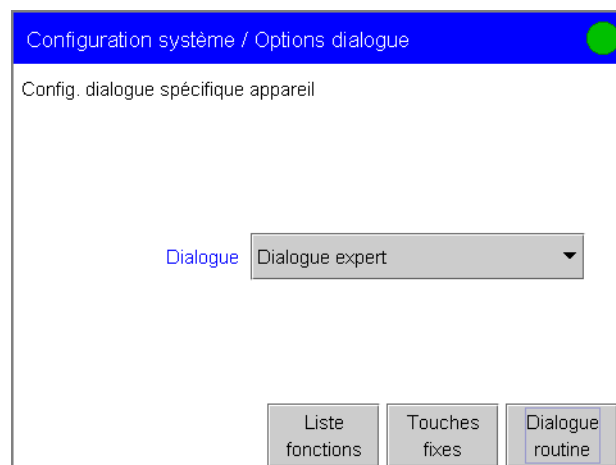 Configuration système / Options dialogue
Config. dialogue spécifique appareil
Dialogue Dialogue expert
Liste fonctions Touches fixes Dialogue routine